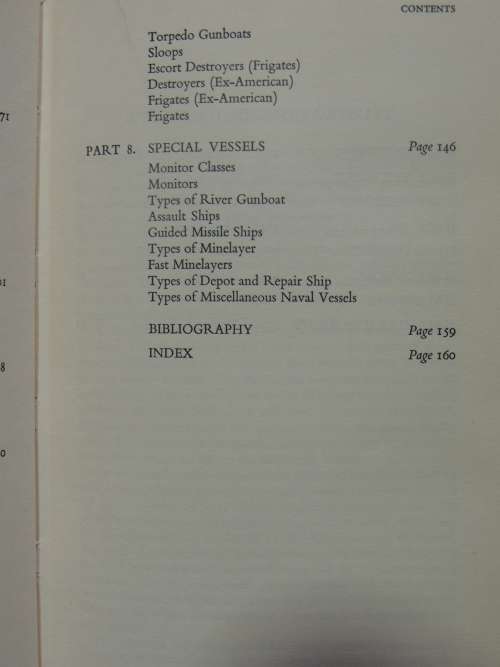 CONTENTS
Torpedo Gunboats
Sloops
Escort Destroyers (Frigates)
Destroyers (Ex-American)
Frigates (Ex-American)
Frigates
71
PART 8. SPECIAL VESSELS Page 146
Monitor Classes
Monitors
Types of River Gunboat
Assault Ships
Guided Missile Ships
Types of Minelayer
Fast Minelayers
Types of Depot and Repair Ship
Types of Miscellaneous Naval Vessels
BIBLIOGRAPHY Page 159
INDEX Page 160
8